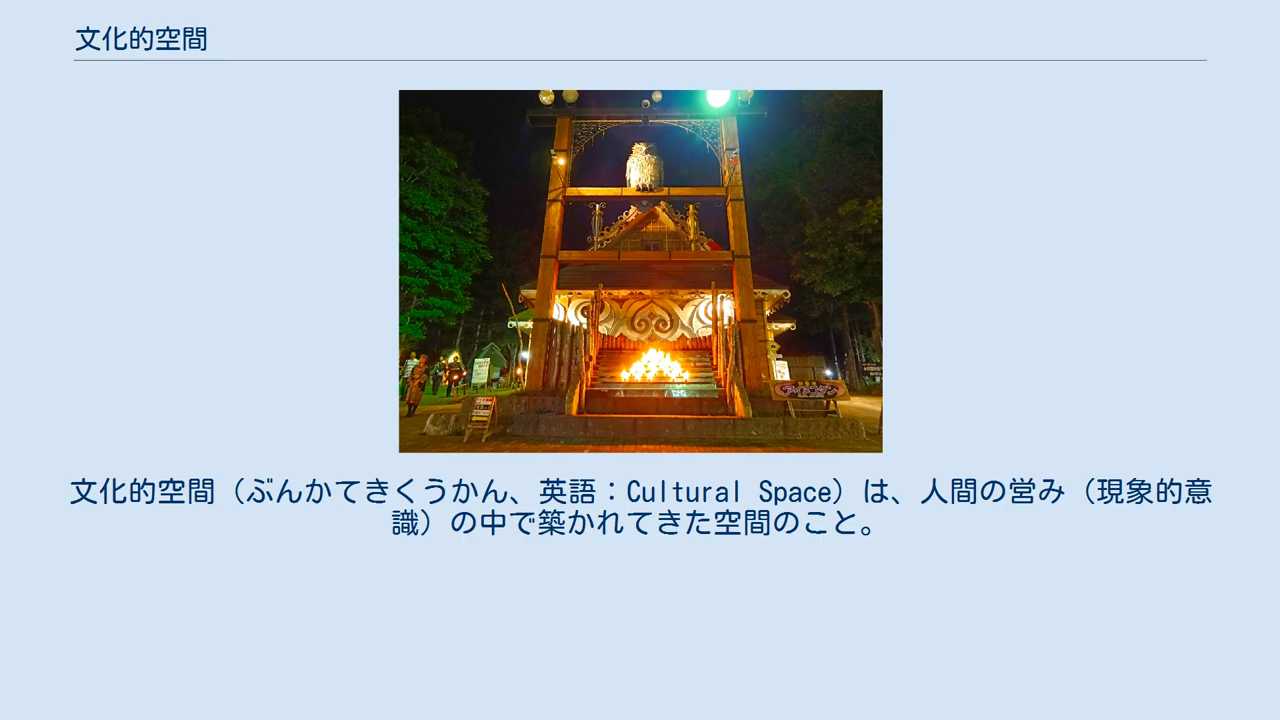 文化的空間
文化的空間（ぶんかてきくうかん、英語：Cultural Space）は、人間の営み（現象的意
識）の中で築かれてきた空間のこと。